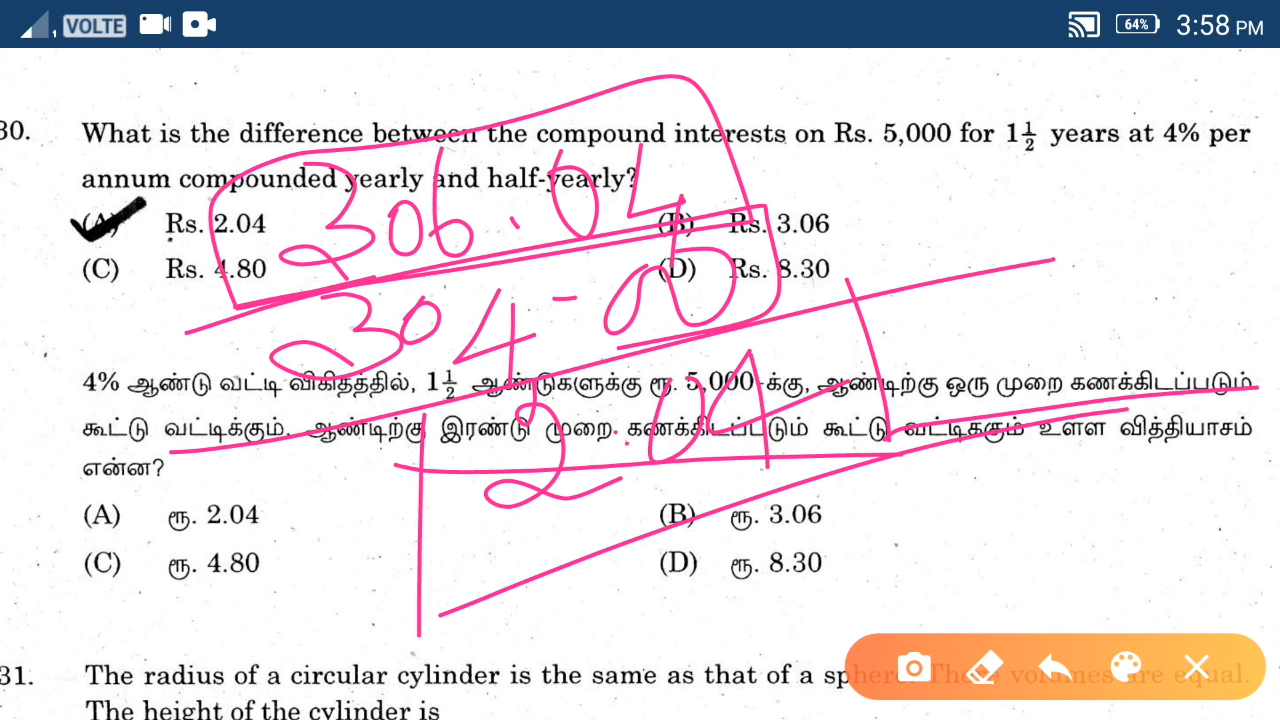 VOLTE 64% 3:58 PM
30. What is the difference between the compound interests on Rs. 5,000 for 1½ years at 4% per
annum compounded yearly and half-yearly?
(A) Rs. 2.04 (B) Rs. 3.06
(C) Rs. 4.80 (D) Rs. 8.30
306.04
304-00
2.04
4% ஆண்டு வட்டி விகிதத்தில், 1½ ஆண்டுகளுக்கு ரூ. 5,000-க்கு, ஆண்டிற்கு ஒரு முறை கணக்கிடப்படும்
கூட்டு வட்டிக்கும், ஆண்டிற்கு இரண்டு முறை கணக்கிடப்படும் கூட்டு வட்டிக்கும் உள்ள வித்தியாசம்
என்ன?
(A) ரூ. 2.04 (B) ரூ. 3.06
(C) ரூ. 4.80 (D) ரூ. 8.30
31. The radius of a circular cylinder is the same as that of a sphere. Their volumes are equal.
The height of the cylinder is